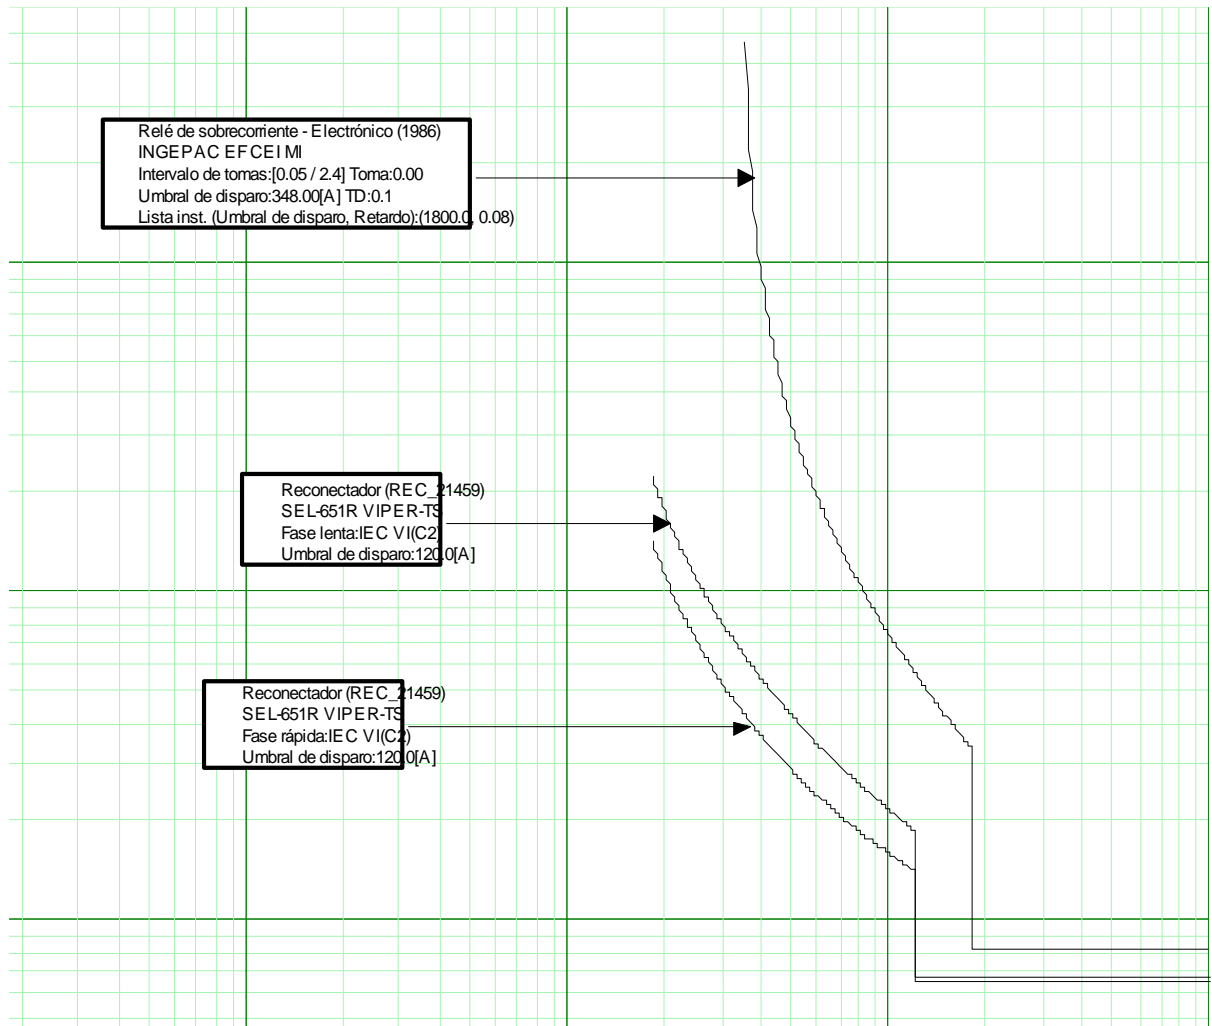 Relé de sobrecorriente - Electrónico (1986)
INGEPAC EFCEI MI
Intervalo de tomas:[0.05 / 2.4] Toma:0.00
Umbral de disparo:348.00[A] TD:0.1
Lista inst. (Umbral de disparo, Retardo):(1800.0, 0.08)
Reconectador (REC_21459)
SEL-651R VIPER-TS
Fase lenta:IEC VI(C2)
Umbral de disparo:120.0[A]
Reconectador (REC_21459)
SEL-651R VIPER-TS
Fase rápida:IEC VI(C2)
Umbral de disparo:120.0[A]